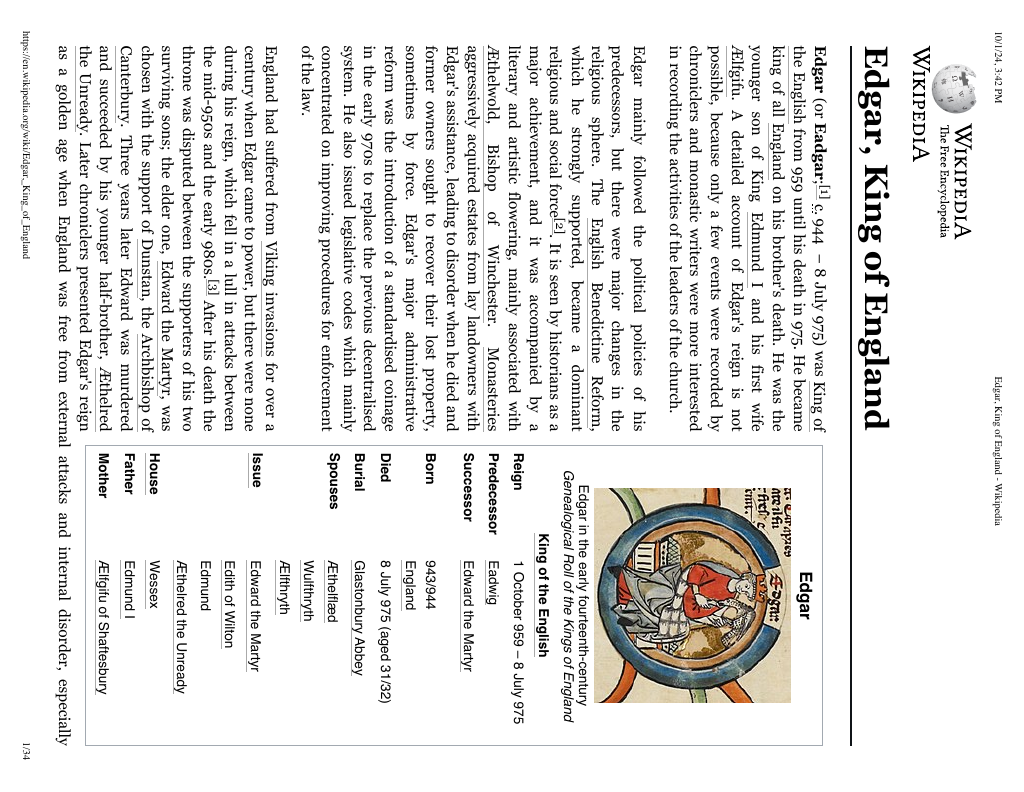 10/1/24, 3:42 PM
Edgar, King of England - Wikipedia
WIKIPEDIA
The Free Encyclopedia
WIKIPEDIA
Edgar, King of England
Edgar (or Eadgar;[1] c. 944 – 8 July 975) was King of
the English from 959 until his death in 975. He became
king of all England on his brother's death. He was the
younger son of King Edmund I and his first wife
Ælfgifu. A detailed account of Edgar's reign is not
possible, because only a few events were recorded by
chroniclers and monastic writers were more interested
in recording the activities of the leaders of the church.
Edgar mainly followed the political policies of his
predecessors, but there were major changes in the
religious sphere. The English Benedictine Reform,
which he strongly supported, became a dominant
religious and social force.[2] It is seen by historians as a
major achievement, and it was accompanied by a
literary and artistic flowering, mainly associated with
Æthelwold, Bishop of Winchester. Monasteries
aggressively acquired estates from lay landowners with
Edgar's assistance, leading to disorder when he died and
former owners sought to recover their lost property,
sometimes by force. Edgar's major administrative
reform was the introduction of a standardised coinage
in the early 970s to replace the previous decentralised
system. He also issued legislative codes which mainly
concentrated on improving procedures for enforcement
of the law.
England had suffered from Viking invasions for over a
century when Edgar came to power, but there were none
during his reign, which fell in a lull in attacks between
the mid-950s and the early 980s.[3] After his death the
throne was disputed between the supporters of his two
surviving sons; the elder one, Edward the Martyr, was
chosen with the support of Dunstan, the Archbishop of
Canterbury. Three years later Edward was murdered
and succeeded by his younger half-brother, Æthelred
the Unready. Later chroniclers presented Edgar's reign
as a golden age when England was free from external attacks and internal disorder, especially
Edgar
Edgar in the early fourteenth-century
Genealogical Roll of the Kings of England
King of the English
Reign 1 October 959 – 8 July 975
Predecessor Eadwig
Successor Edward the Martyr
Born 943/944
England
Died 8 July 975 (aged 31/32)
Burial Glastonbury Abbey
Spouses Æthelflæd
Wulfthryth
Ælfthryth
Issue Edward the Martyr
Edith of Wilton
Edmund
Æthelred the Unready
House Wessex
Father Edmund I
Mother Ælfgifu of Shaftesbury
https://en.wikipedia.org/wiki/Edgar,_King_of_England
1/34